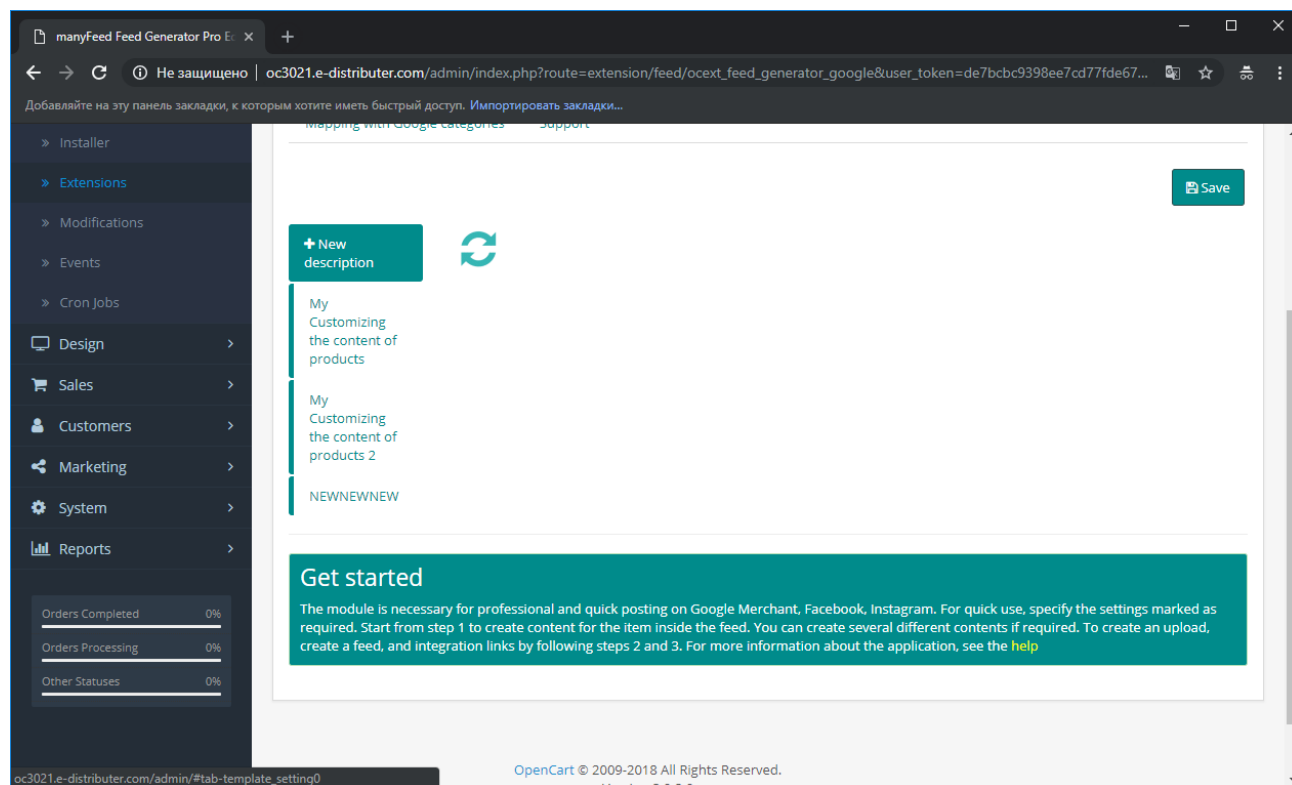 manyFeed Feed Generator Pro Ec
Не защищено
oc3021.e-distributer.com/admin/index.php?route=extension/feed/ocext_feed_generator_google&user_token=de7bcbc9398ee7cd77fde67...
Добавляйте на эту панель закладки, к которым хотите иметь быстрый доступ. Импортировать закладки...
Mapping with Google categories
Support
» Installer
» Extensions
» Modifications
» Events
» Cron Jobs
Design
Sales
Customers
Marketing
System
Reports
Orders Completed 0%
Orders Processing 0%
Other Statuses 0%
Save
New
description
My
Customizing
the content of
products
My
Customizing
the content of
products 2
NEWNEWNEW
Get started
The module is necessary for professional and quick posting on Google Merchant, Facebook, Instagram. For quick use, specify the settings marked as
required. Start from step 1 to create content for the item inside the feed. You can create several different contents if required. To create an upload,
create a feed, and integration links by following steps 2 and 3. For more information about the application, see the help
OpenCart © 2009-2018 All Rights Reserved.
oc3021.e-distributer.com/admin/#tab-template_setting0